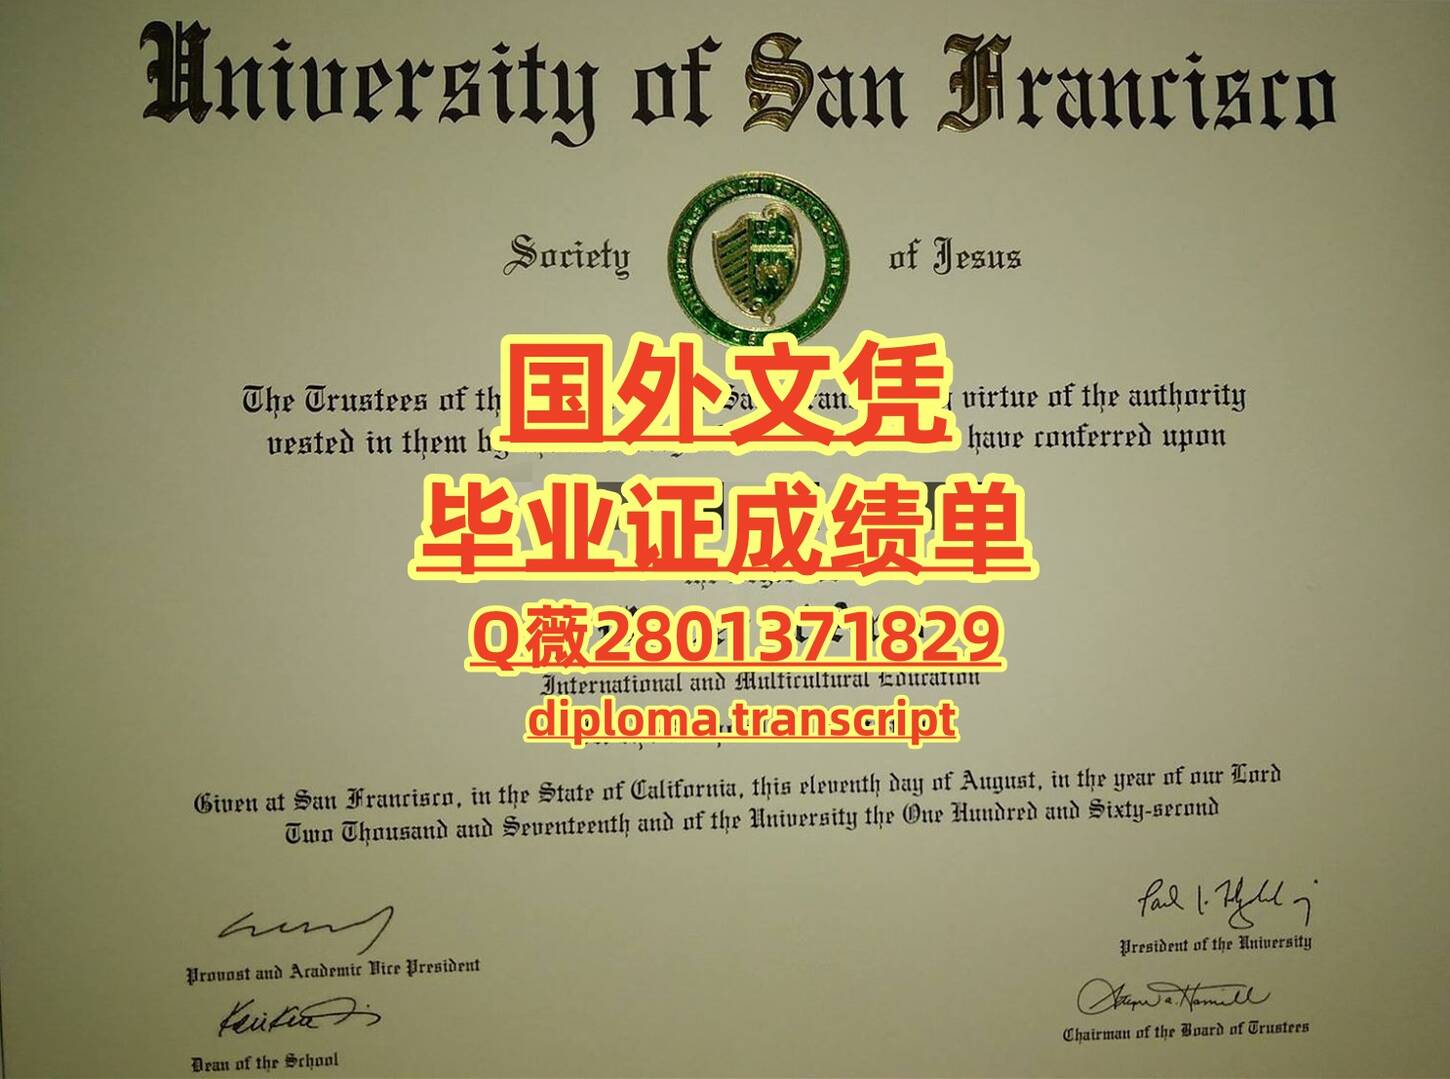 University of San Francisco
Society of Jesus
国外文凭
The Trustees of virtue of the authority
vested in them have conferred upon
毕业证成绩单
Q薇2801371829
International and Multicultural Education
diploma transcript
Given at San Francisco, in the State of California, this eleventh day of August, in the year of our Lord
Two Thousand and Seventeenth and of the University the One Hundred and Sixty-second
President of the University
Provost and Academic Vice President
Chairman of the Board of Trustees
Dean of the School